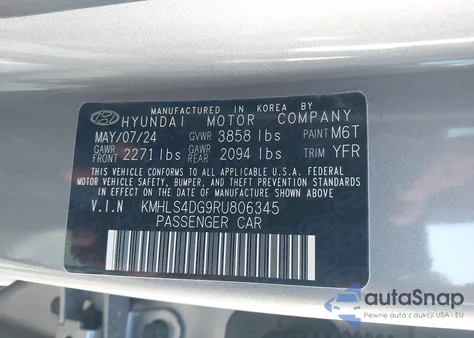 MANUFACTURED IN KOREA BY
HYUNDAI MOTOR COMPANY
MAY/07/24 GVWR 3858 lbs PAINT M6T
GAWR FRONT 2271 lbs GAWR REAR 2094 lbs TRIM YFR
THIS VEHICLE CONFORMS TO ALL APPLICABLE U.S.A. FEDERAL MOTOR VEHICLE
SAFETY, BUMPER, AND THEFT PREVENTION STANDARDS IN EFFECT ON THE DATE OF
MANUFACTURE SHOWN ABOVE.
V.I.N KMHLS4DG9RU806345
PASSENGER CAR
autoSnap
Pewne auta z aukcji USA i EU